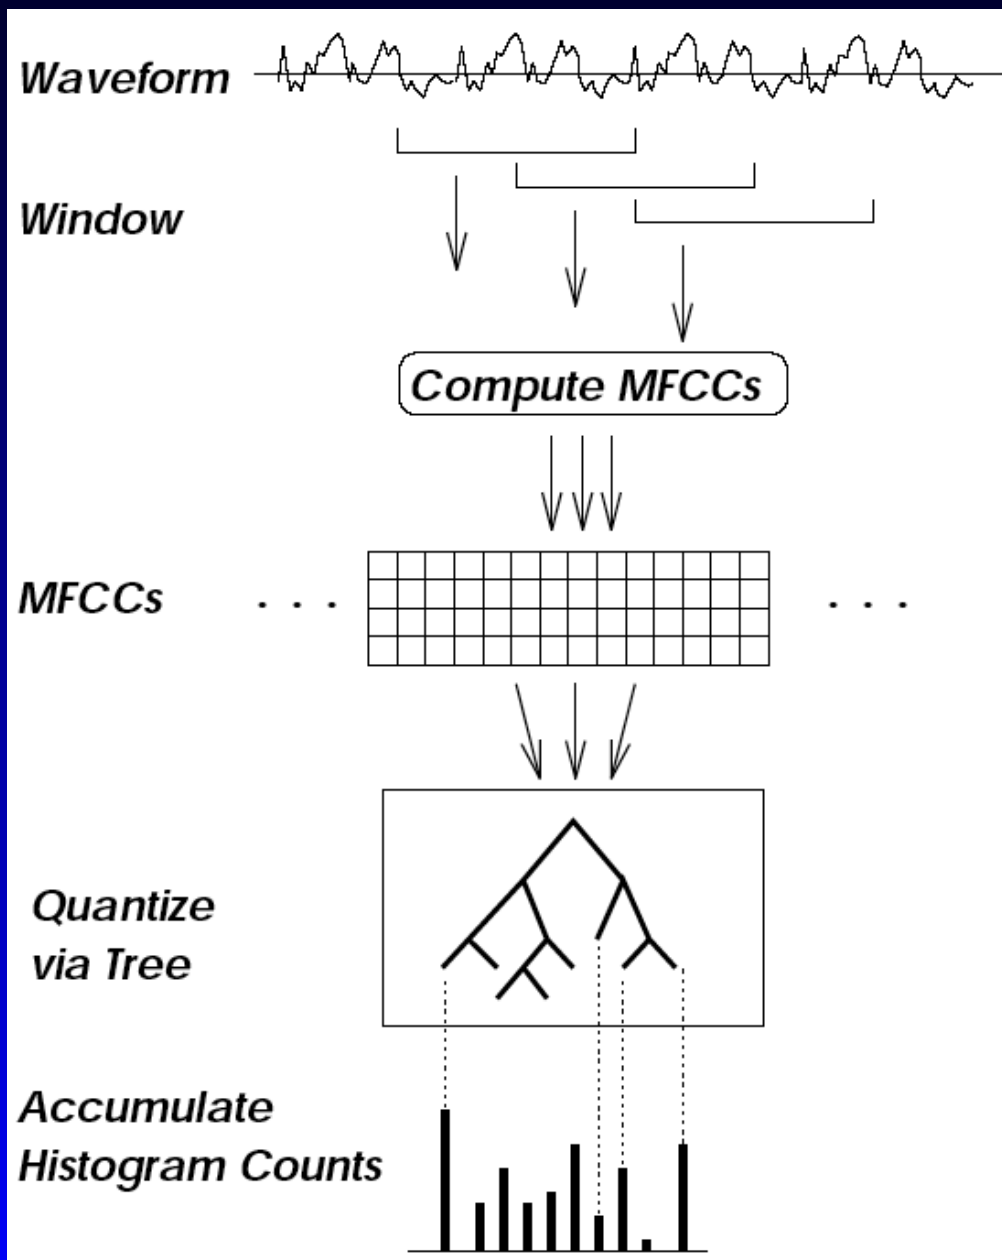 Waveform
Window
Compute MFCCs
MFCCs
. . .
. . .
Quantize
via Tree
Accumulate
Histogram Counts